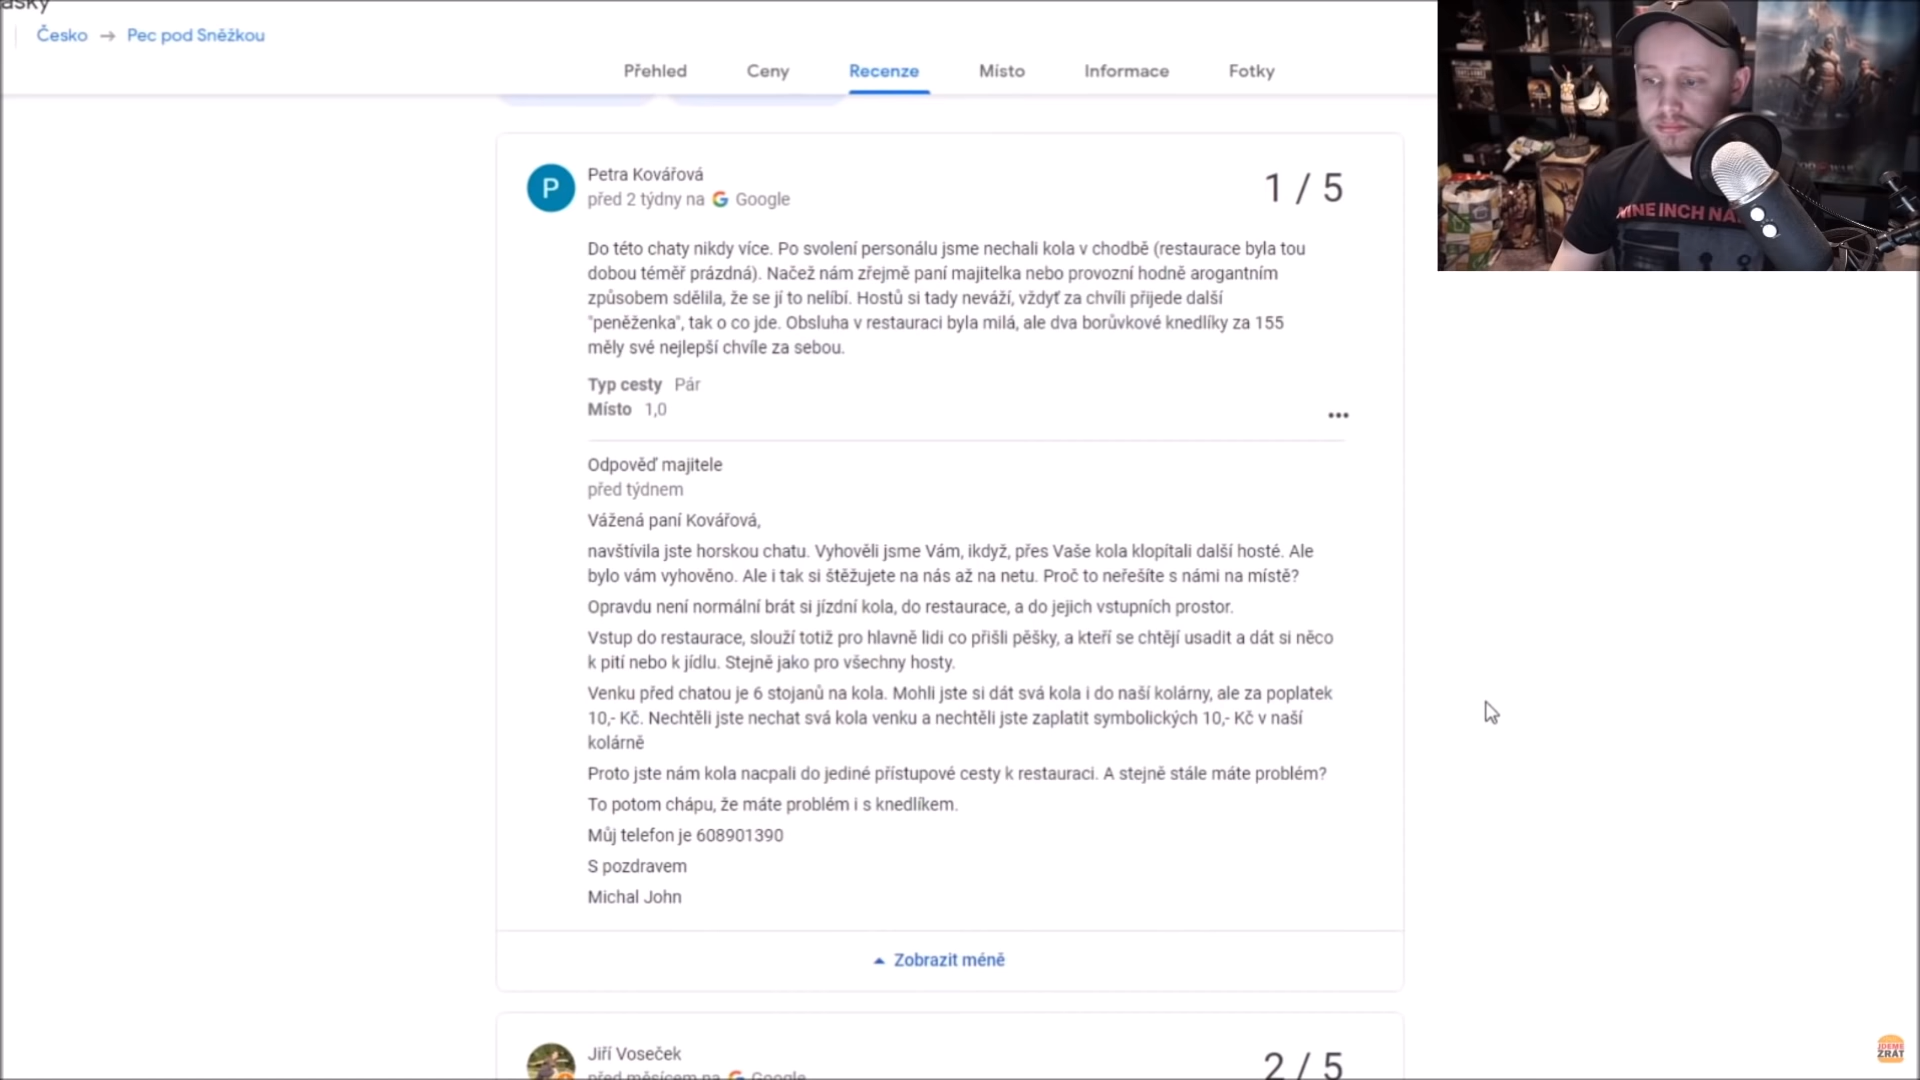 Česko → Pec pod Sněžkou
Přehled Ceny Recenze Místo Informace Fotky
P
Petra Kovářová
před 2 týdny na Google
1 / 5
Do této chaty nikdy více. Po svolení personálu jsme nechali kola v chodbě (restaurace byla tou
dobou téměř prázdná). Načež nám zřejmě paní majitelka nebo provozní hodně arogantním
způsobem sdělila, že se jí to nelíbí. Hostů si tady neváží, vždyť za chvíli přijede další
"peněženka", tak o co jde. Obsluha v restauraci byla milá, ale dva borůvkové knedlíky za 155
měly své nejlepší chvíle za sebou.
Typ cesty Pár
Místo 1,0
Odpověď majitele
před týdnem
Vážená paní Kovářová,
navštívila jste horskou chatu. Vyhověli jsme Vám, ikdyž, přes Vaše kola klopítali další hosté. Ale
bylo vám vyhověno. Ale i tak si štěžujete na nás až na netu. Proč to neřešíte s námi na místě?
Opravdu není normální brát si jízdní kola, do restaurace, a do jejich vstupních prostor.
Vstup do restaurace, slouží totiž pro hlavně lidi co přišli pěšky, a kteří se chtějí usadit a dát si něco
k pití nebo k jídlu. Stejně jako pro všechny hosty.
Venku před chatou je 6 stojanů na kola. Mohli jste si dát svá kola i do naší kolárny, ale za poplatek
10,- Kč. Nechtěli jste nechat svá kola venku a nechtěli jste zaplatit symbolických 10,- Kč v naší
kolárně
Proto jste nám kola nacpali do jediné přístupové cesty k restauraci. A stejně stále máte problém?
To potom chápu, že máte problém i s knedlíkem.
Můj telefon je 608901390
S pozdravem
Michal John
Zobrazit méně
Jiří Voseček
před měsícem na Google
2 / 5
NINE INCH
JDEME
ŽRÁT